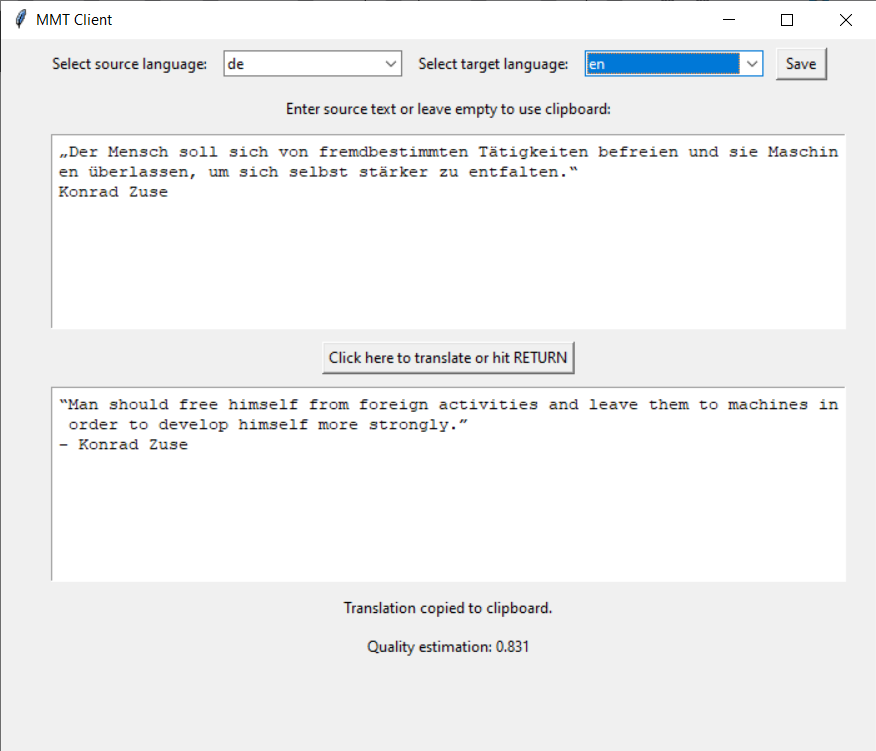 MMT Client
Select source language: de Select target language: en Save
Enter source text or leave empty to use clipboard:
„Der Mensch soll sich von fremdbestimmten Tätigkeiten befreien und sie Maschin
en überlassen, um sich selbst stärker zu entfalten.“
Konrad Zuse
Click here to translate or hit RETURN
“Man should free himself from foreign activities and leave them to machines in
order to develop himself more strongly.”
– Konrad Zuse
Translation copied to clipboard.
Quality estimation: 0.831